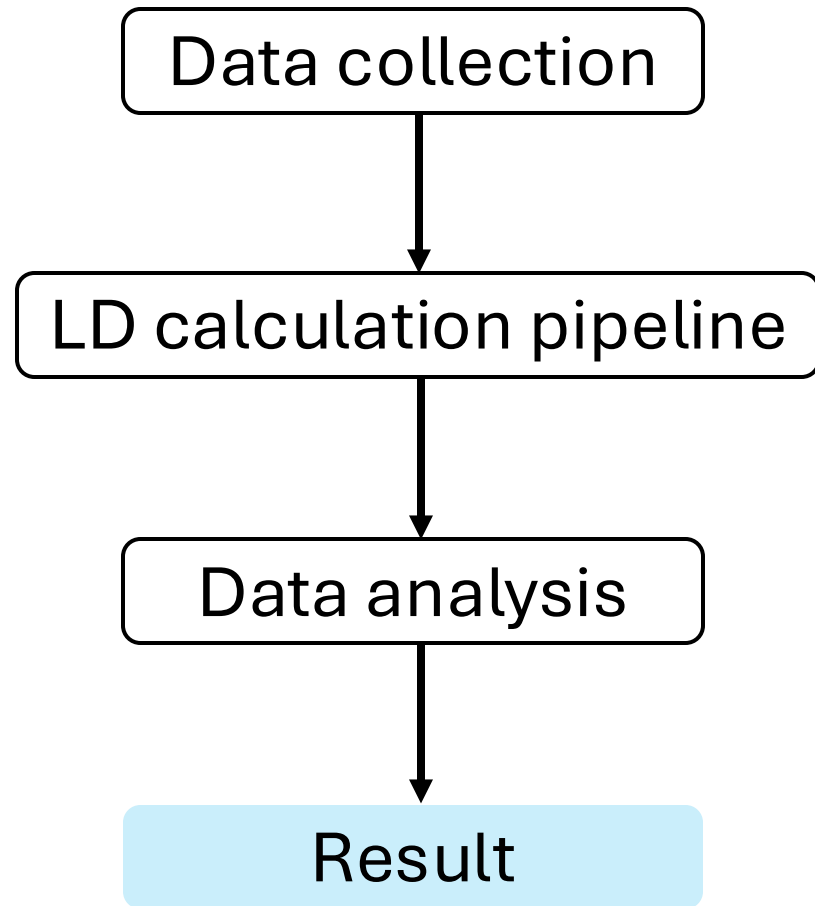 Data collection
LD calculation pipeline
Data analysis
Result